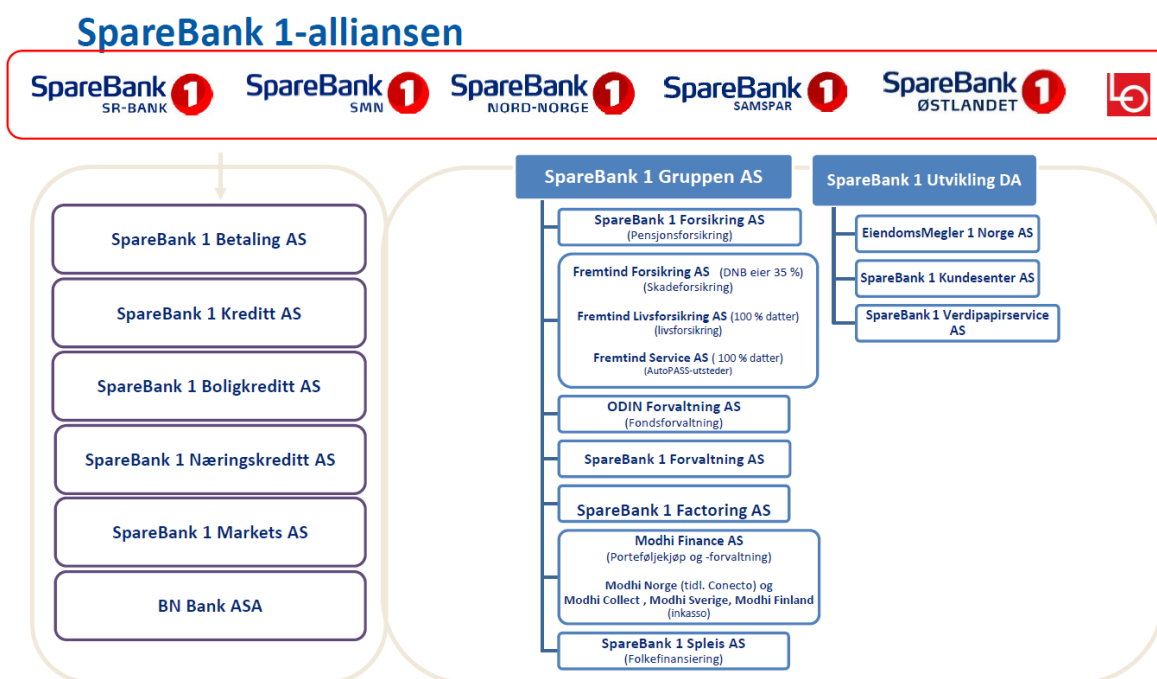 SpareBank 1-alliansen
SpareBank 1
SR-BANK
SpareBank 1
SMN
SpareBank 1
NORD-NORGE
SpareBank 1
SAMSPAR
SpareBank 1
ØSTLANDET
LO
SpareBank 1 Betaling AS
SpareBank 1 Kreditt AS
SpareBank 1 Boligkreditt AS
SpareBank 1 Næringskreditt AS
SpareBank 1 Markets AS
BN Bank ASA
SpareBank 1 Gruppen AS
SpareBank 1 Forsikring AS
(Pensjonsforsikring)
Fremtind Forsikring AS (DNB eier 35 %)
(Skadeforsikring)
Fremtind Livsforsikring AS (100 % datter)
(livsforsikring)
Fremtind Service AS ( 100 % datter)
(AutoPASS-utsteder)
ODIN Forvaltning AS
(Fondsforvaltning)
SpareBank 1 Forvaltning AS
SpareBank 1 Factoring AS
Modhi Finance AS
(Porteføljekjøp og -forvaltning)
Modhi Norge (tidl. Conecto) og
Modhi Collect , Modhi Sverige, Modhi Finland
(inkasso)
SpareBank 1 Spleis AS
(Folkefinansiering)
SpareBank 1 Utvikling DA
EiendomsMegler 1 Norge AS
SpareBank 1 Kundesenter AS
SpareBank 1 Verdipapirservice
AS